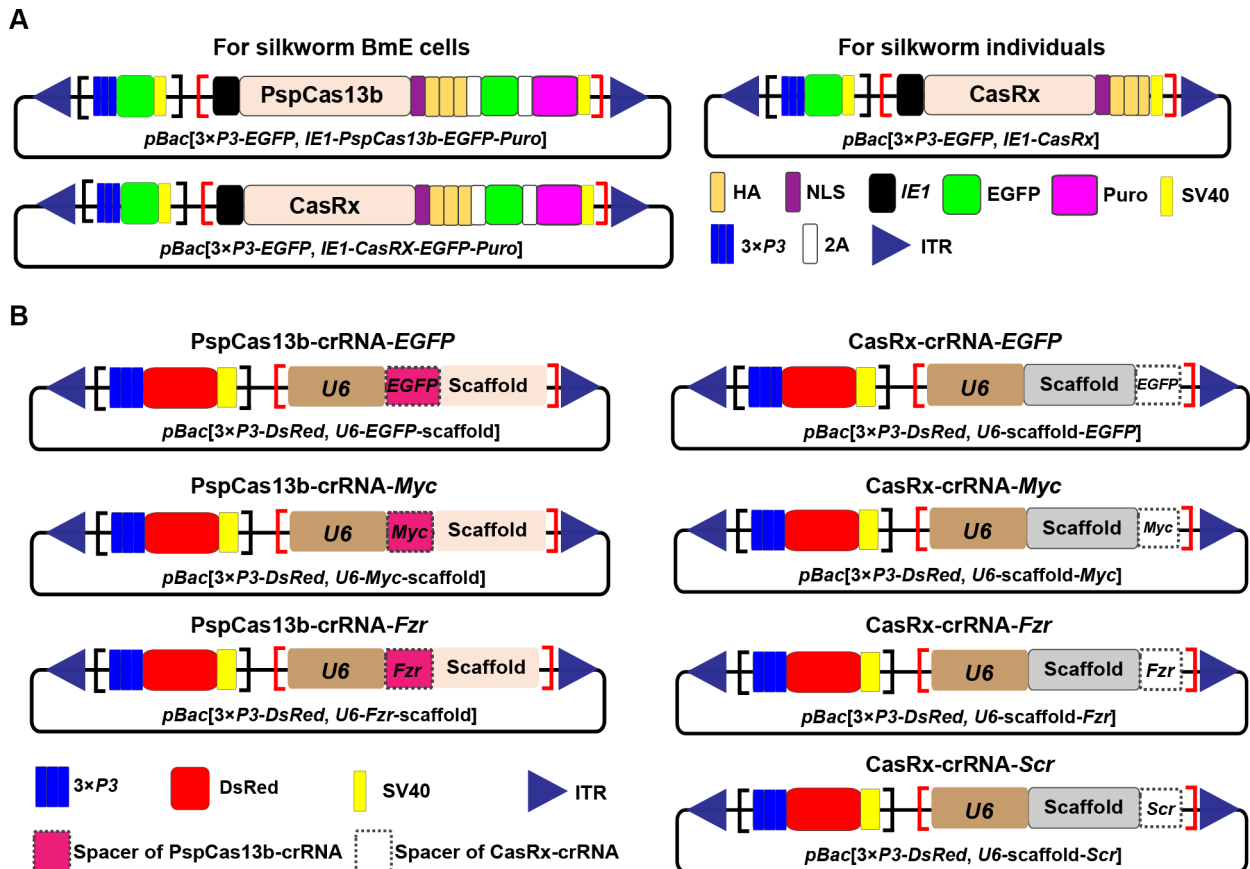 A
For silkworm BmE cells
For silkworm individuals
PspCas13b
CasRx
pBac[3×P3-EGFP, IE1-PspCas13b-EGFP-Puro]
pBac[3×P3-EGFP, IE1-CasRx]
CasRx
pBac[3×P3-EGFP, IE1-CasRX-EGFP-Puro]
HA
NLS
IE1
EGFP
Puro
SV40
3×P3
2A
ITR
B
PspCas13b-crRNA-EGFP
CasRx-crRNA-EGFP
U6 EGFP Scaffold
U6 Scaffold EGFP
pBac[3×P3-DsRed, U6-EGFP-scaffold]
pBac[3×P3-DsRed, U6-scaffold-EGFP]
PspCas13b-crRNA-Myc
CasRx-crRNA-Myc
U6 Myc Scaffold
U6 Scaffold Myc
pBac[3×P3-DsRed, U6-Myc-scaffold]
pBac[3×P3-DsRed, U6-scaffold-Myc]
PspCas13b-crRNA-Fzr
CasRx-crRNA-Fzr
U6 Fzr Scaffold
U6 Scaffold Fzr
pBac[3×P3-DsRed, U6-Fzr-scaffold]
pBac[3×P3-DsRed, U6-scaffold-Fzr]
CasRx-crRNA-Scr
U6 Scaffold Scr
pBac[3×P3-DsRed, U6-scaffold-Scr]
3×P3
DsRed
SV40
ITR
Spacer of PspCas13b-crRNA
Spacer of CasRx-crRNA